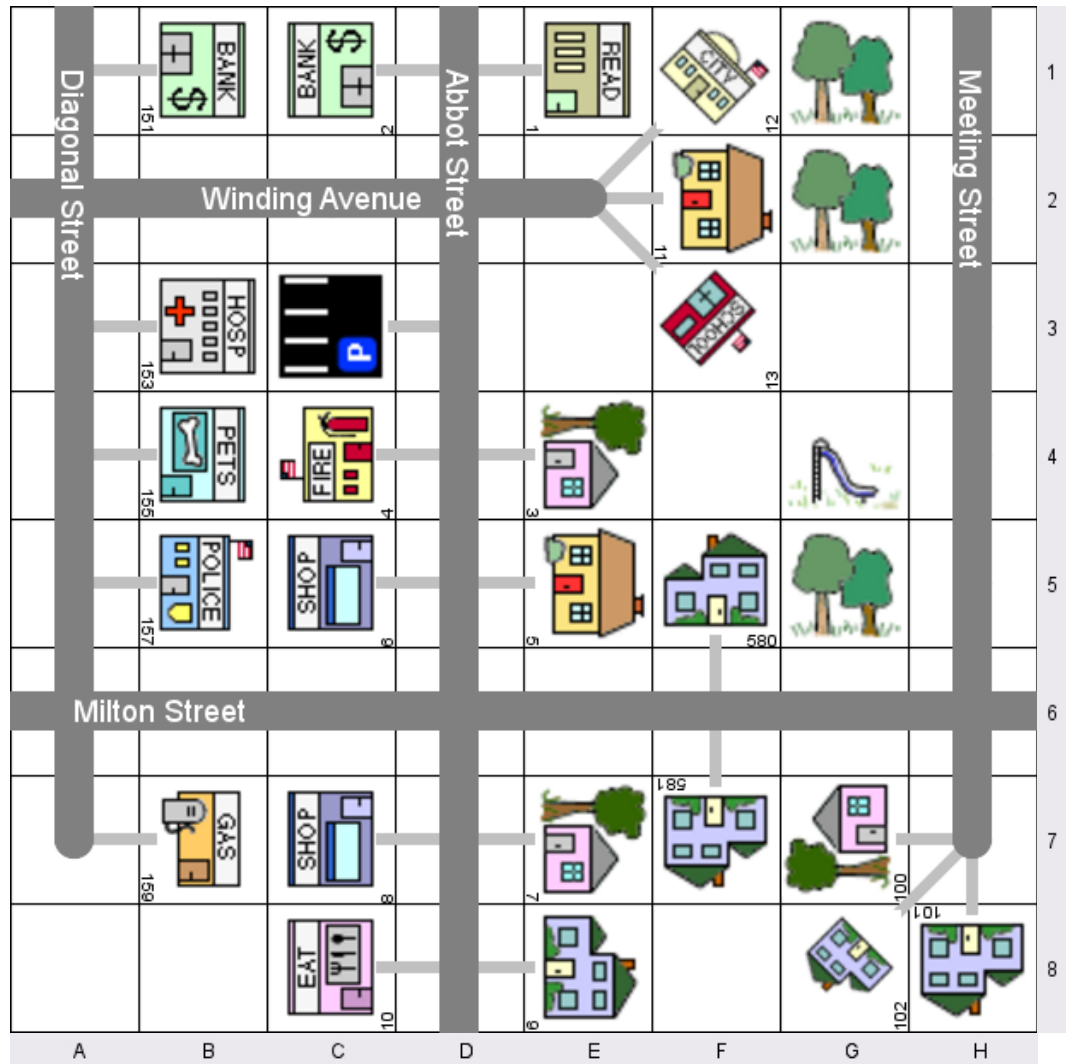 BANK
BANK
READ
CITY
1
151
2
1
12
Diagonal Street
Abbot Street
Meeting Street
Winding Avenue
2
11
HOSP
P
SCHOOL
3
153
13
PETS
FIRE
4
155
4
3
POLICE
SHOP
5
157
6
5
580
Milton Street
6
581
GAS
SHOP
7
159
8
7
100
101
EAT
8
10
9
102
A B C D E F G H